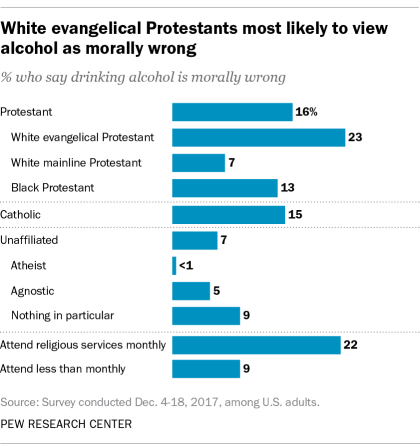 White evangelical Protestants most likely to view
alcohol as morally wrong
% who say drinking alcohol is morally wrong
Protestant 16%
White evangelical Protestant 23
White mainline Protestant 7
Black Protestant 13
Catholic 15
Unaffiliated 7
Atheist <1
Agnostic 5
Nothing in particular 9
Attend religious services monthly 22
Attend less than monthly 9
Source: Survey conducted Dec. 4-18, 2017, among U.S. adults.
PEW RESEARCH CENTER